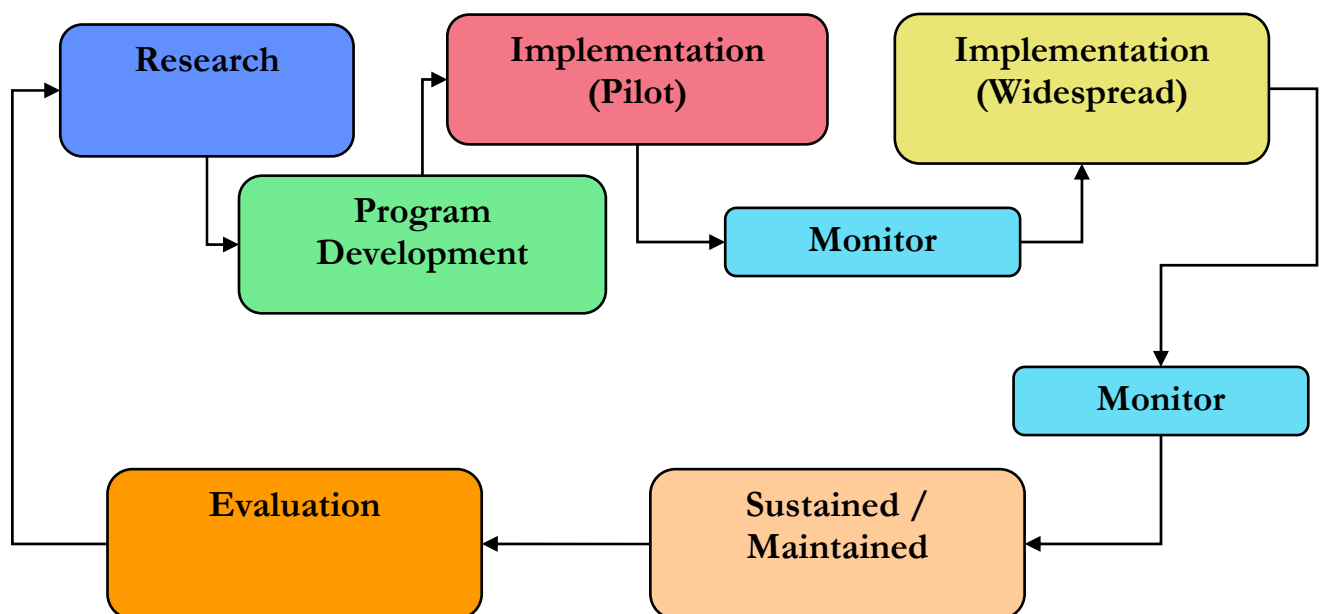 Research
Program
Development
Implementation
(Pilot)
Monitor
Implementation
(Widespread)
Monitor
Sustained /
Maintained
Evaluation